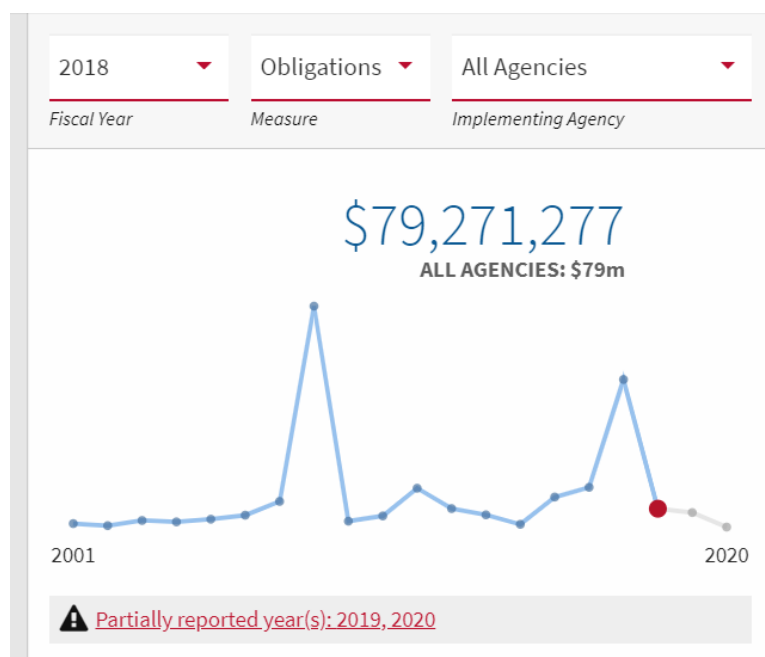 2018 Obligations All Agencies
Fiscal Year Measure Implementing Agency
$79,271,277
ALL AGENCIES: $79m
2001 2020
Partially reported year(s): 2019, 2020